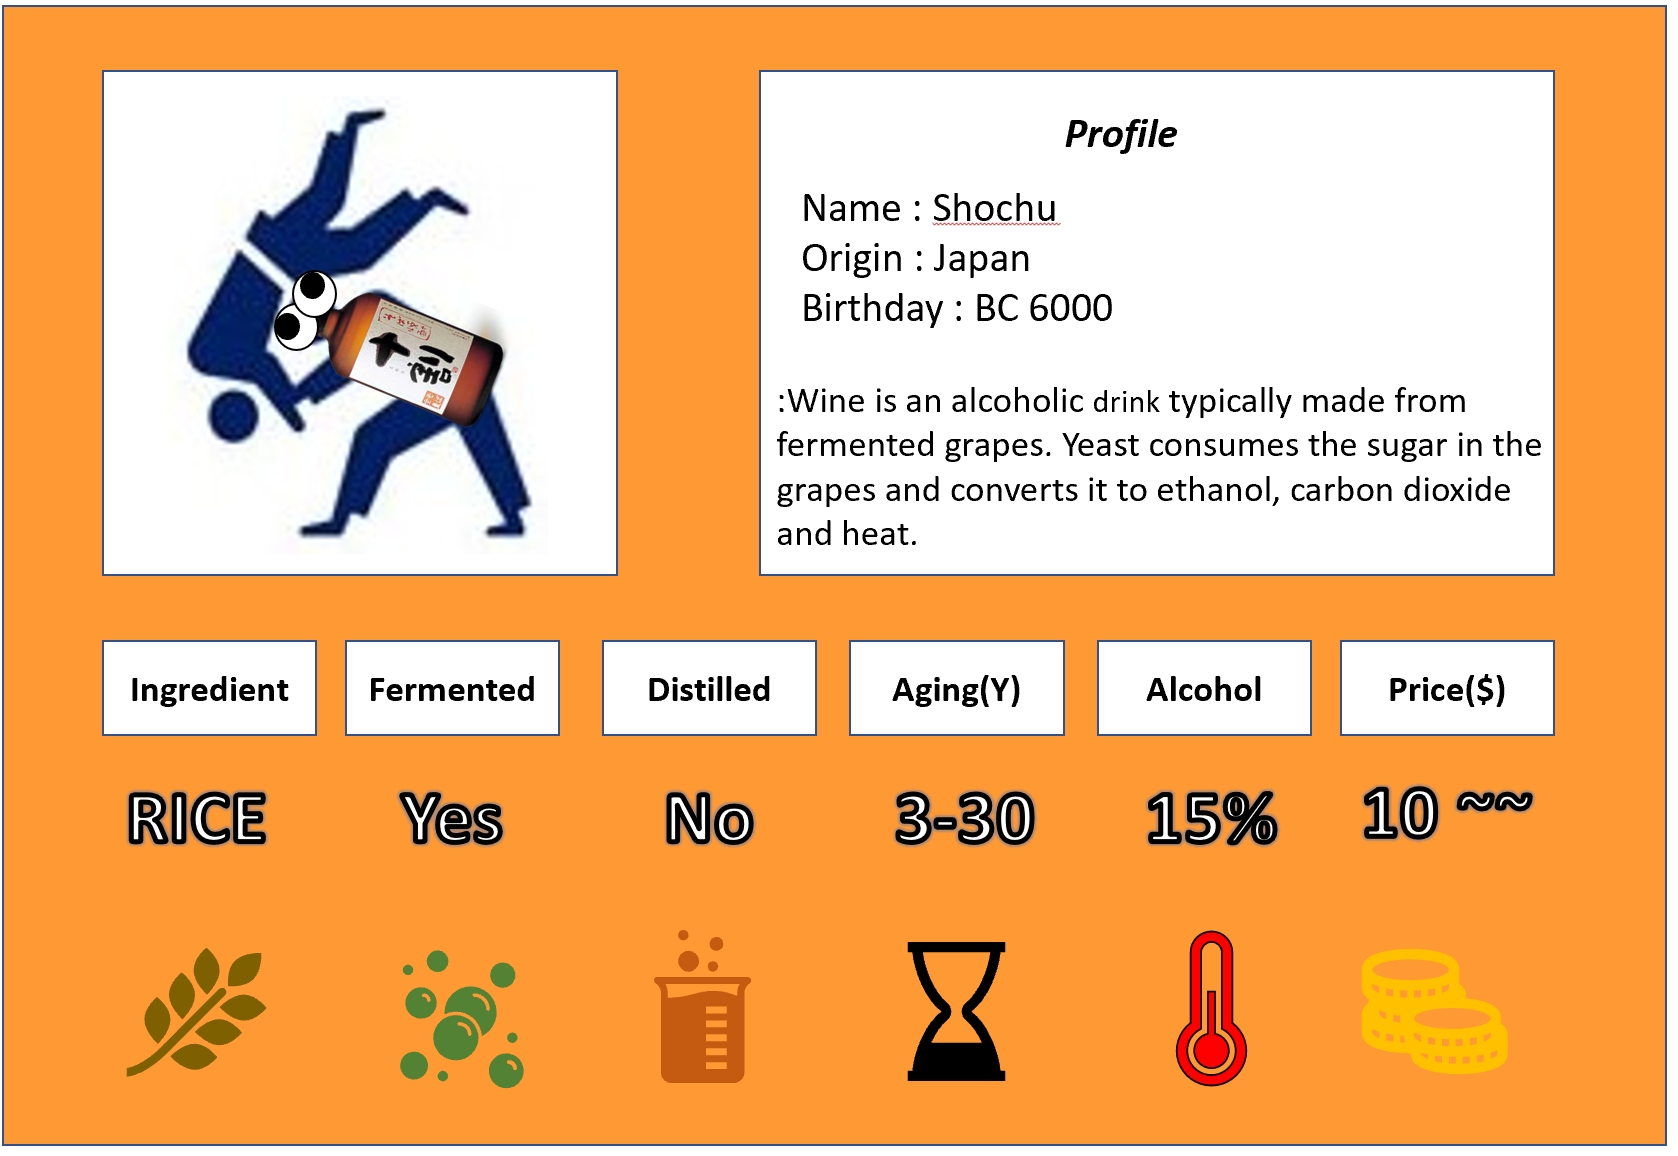 Profile
Name : Shochu
Origin : Japan
Birthday : BC 6000
:Wine is an alcoholic drink typically made from
fermented grapes. Yeast consumes the sugar in the
grapes and converts it to ethanol, carbon dioxide
and heat.
Ingredient
Fermented
Distilled
Aging(Y)
Alcohol
Price($)
RICE
Yes
No
3-30
15%
10 ~~